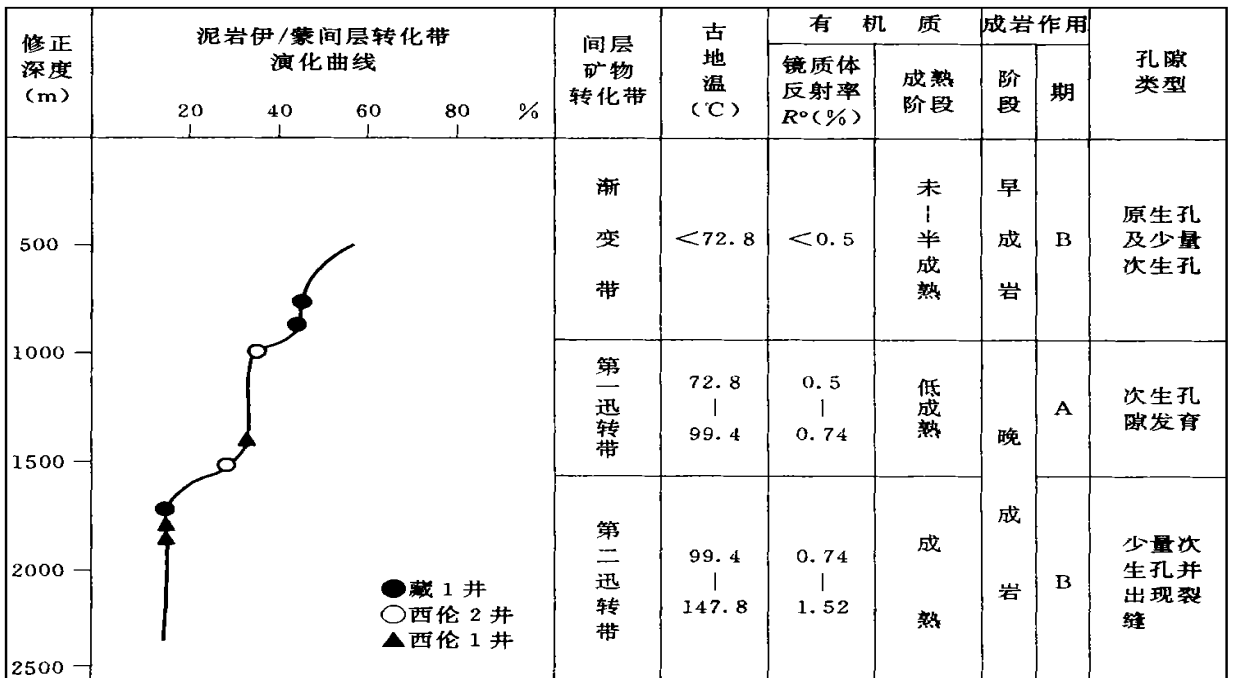 修正
深度
(m)
泥岩伊/蒙间层转化带
演化曲线
20 40 60 80 %
间层
矿物
转化带
古
地
温
(℃)
有机质
镜质体
反射率
R°(%)
成熟
阶段
成岩作用
阶
段
期
孔隙
类型
500
1000
1500
2000
2500
●藏1井
○西伦2井
▲西伦1井
渐
变
带
<72.8
<0.5
未
-
半
成
熟
早
成
岩
B
原生孔
及少量
次生孔
第
一
迅
转
带
72.8
|
99.4
0.5
|
0.74
低
成
熟
晚
成
岩
A
次生孔
隙发育
第
二
迅
转
带
99.4
|
147.8
0.74
|
1.52
成
熟
B
少量次
生孔并
出现裂
缝